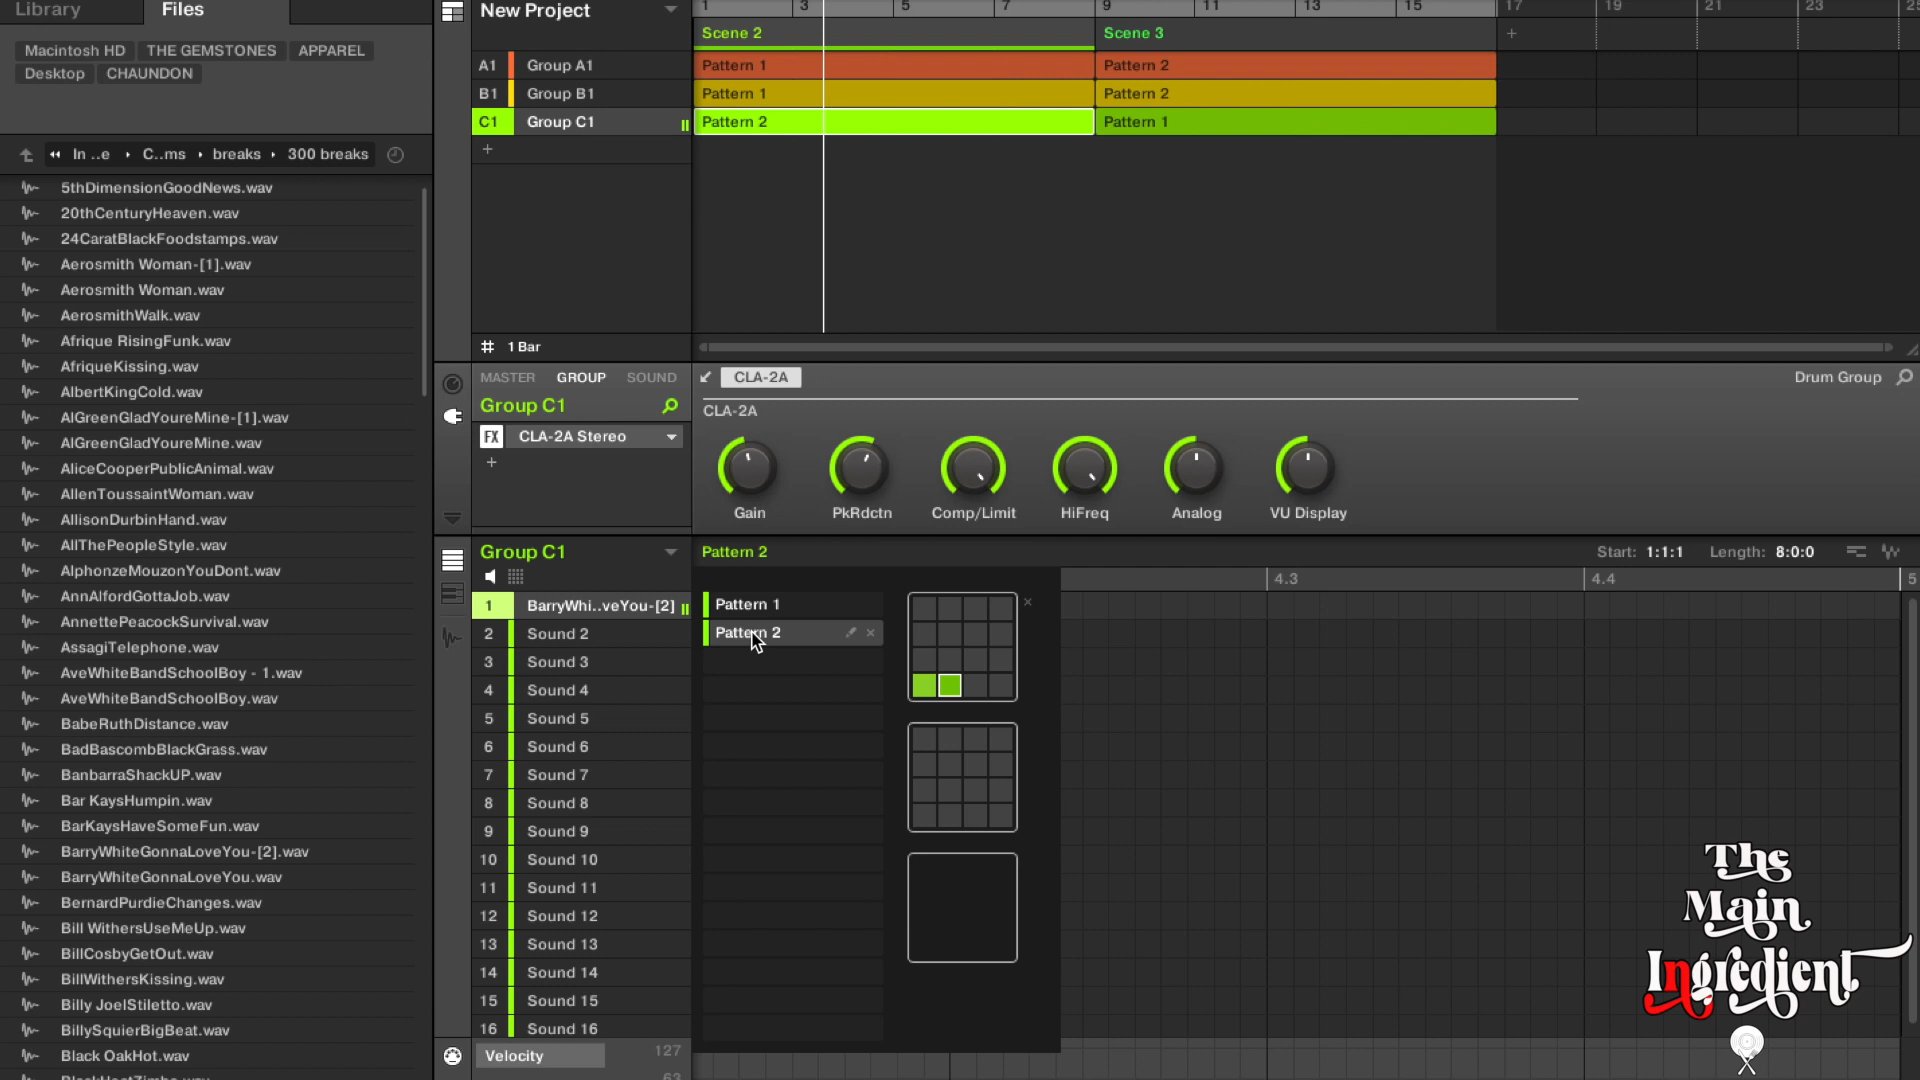 Library
Files
Macintosh HD
THE GEMSTONES
APPAREL
Desktop
CHAUNDON
In ..e
C..ms
breaks
300 breaks
5thDimensionGoodNews.wav
20thCenturyHeaven.wav
24CaratBlackFoodstamps.wav
Aerosmith Woman-[1].wav
Aerosmith Woman.wav
AerosmithWalk.wav
Afrique RisingFunk.wav
AfriqueKissing.wav
AlbertKingCold.wav
AlGreenGladYoureMine-[1].wav
AlGreenGladYoureMine.wav
AliceCooperPublicAnimal.wav
AllenToussaintWoman.wav
AllisonDurbinHand.wav
AllThePeopleStyle.wav
AlphonzeMouzonYouDont.wav
AnnAlfordGottaJob.wav
AnnettePeacockSurvival.wav
AssagiTelephone.wav
AveWhiteBandSchoolBoy - 1.wav
AveWhiteBandSchoolBoy.wav
BabeRuthDistance.wav
BadBascombBlackGrass.wav
BanbarraShackUP.wav
Bar KaysHumpin.wav
BarKaysHaveSomeFun.wav
BarryWhiteGonnaLoveYou-[2].wav
BarryWhiteGonnaLoveYou.wav
BernardPurdieChanges.wav
Bill WithersUseMeUp.wav
BillCosbyGetOut.wav
BillWithersKissing.wav
Billy JoelStiletto.wav
BillySquierBigBeat.wav
Black OakHot.wav
New Project
1 3 5 7 9 11 13 15 17 19 21 23
Scene 2
Scene 3
A1 Group A1
Pattern 1
Pattern 2
B1 Group B1
Pattern 1
Pattern 2
C1 Group C1
Pattern 2
Pattern 1
1 Bar
MASTER GROUP SOUND
Group C1
FX CLA-2A Stereo
CLA-2A
Drum Group
CLA-2A
Gain
PkRdctn
Comp/Limit
HiFreq
Analog
VU Display
Group C1
Pattern 2
Start: 1:1:1
Length: 8:0:0
4.3
4.4
5
1 BarryWhi..veYou-[2]
2 Sound 2
3 Sound 3
4 Sound 4
5 Sound 5
6 Sound 6
7 Sound 7
8 Sound 8
9 Sound 9
10 Sound 10
11 Sound 11
12 Sound 12
13 Sound 13
14 Sound 14
15 Sound 15
16 Sound 16
Pattern 1
Pattern 2
Velocity
127
The
Main
Ingredient